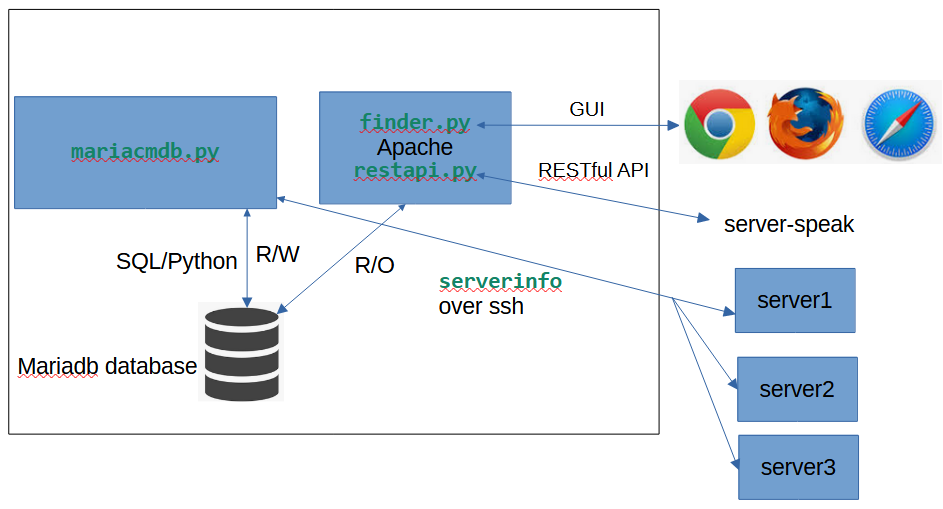 finder.py
Apache
restapi.py
mariacmdb.py
GUI
RESTful API
server-speak
SQL/Python
R/W
R/O
serverinfo
over ssh
Mariadb database
server1
server2
server3